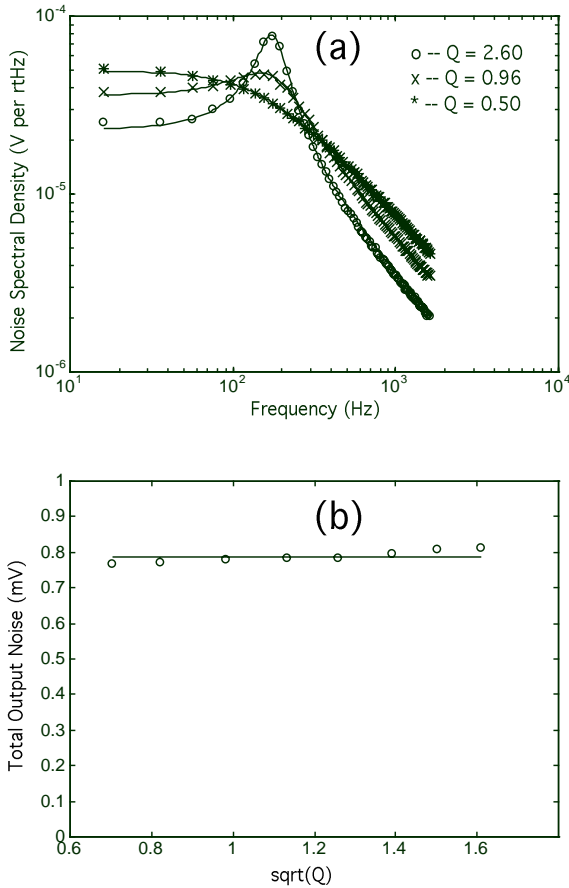 10^-4
(a)
o -- Q = 2.60
x -- Q = 0.96
* -- Q = 0.50
Noise Spectral Density (V per rtHz)
10^-5
10^-6
10^1 10^2 10^3 10^4
Frequency (Hz)
1
(b)
0.9
0.8
0.7
0.6
0.5
0.4
0.3
0.2
0.1
0
Total Output Noise (mV)
0.6 0.8 1 1.2 1.4 1.6
sqrt(Q)